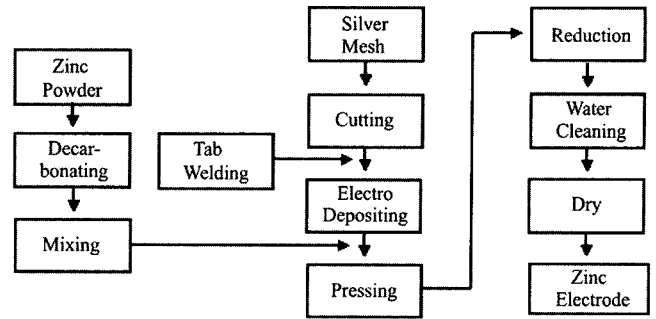 Zinc
Powder
Decar-
bonating
Mixing
Tab
Welding
Silver
Mesh
Cutting
Electro
Depositing
Pressing
Reduction
Water
Cleaning
Dry
Zinc
Electrode